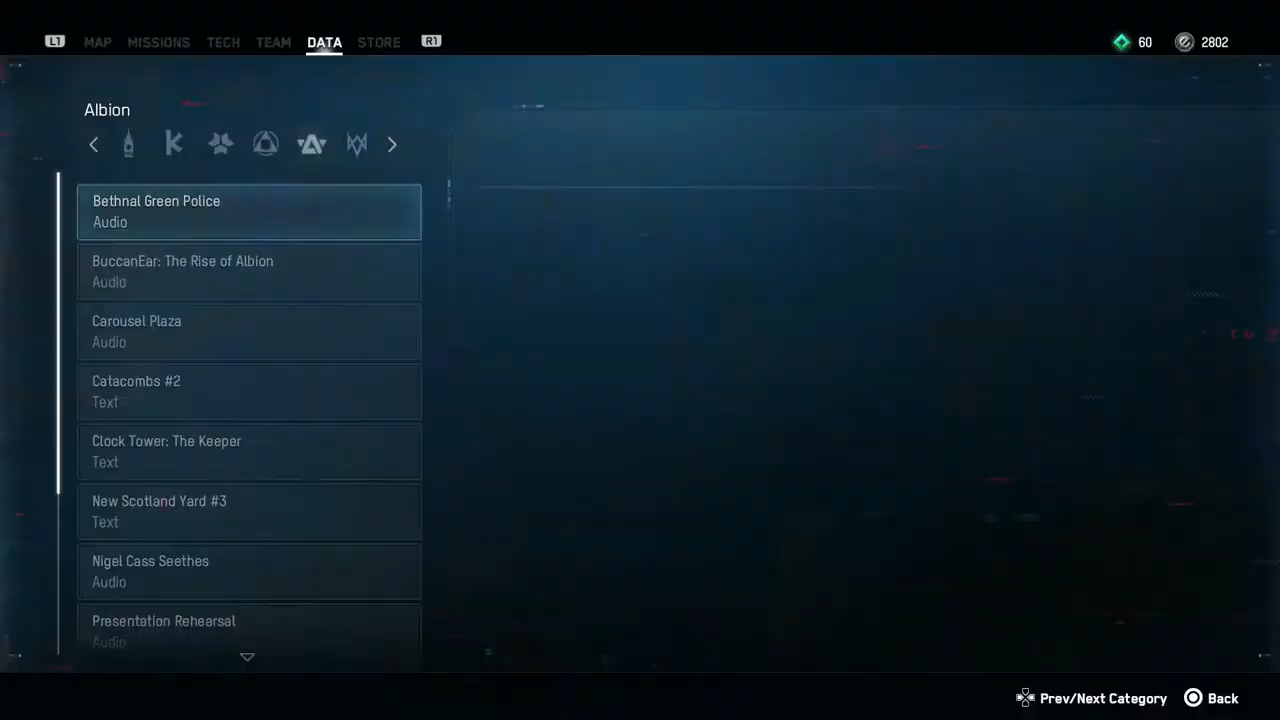 L1 MAP MISSIONS TECH TEAM DATA STORE R1 60 2802
Albion
Bethnal Green Police
Audio
BuccanEar: The Rise of Albion
Audio
Carousel Plaza
Audio
Catacombs #2
Text
Clock Tower: The Keeper
Text
New Scotland Yard #3
Text
Nigel Cass Seethes
Audio
Presentation Rehearsal
Audio
Prev/Next Category Back